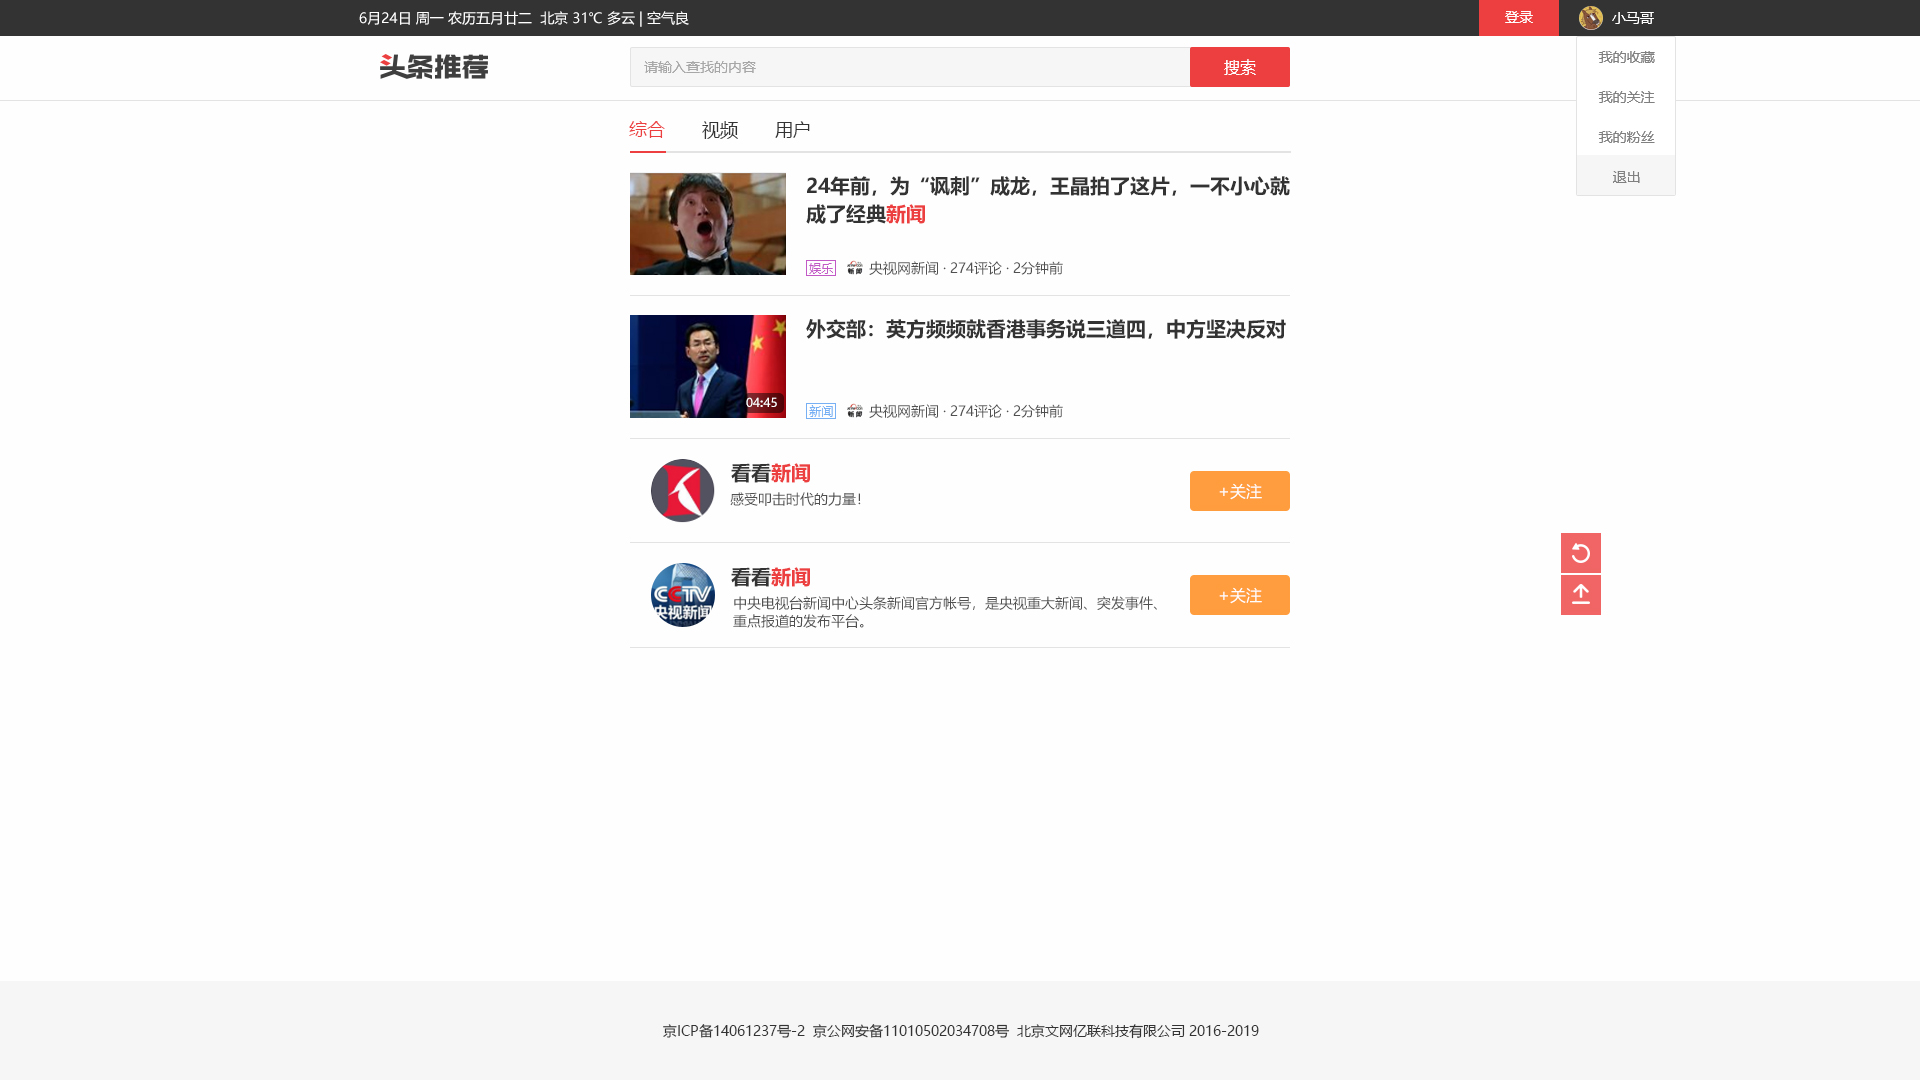 6月24日 周一 农历五月廿二  北京 31℃ 多云 | 空气良
登录
小马哥
头条推荐
请输入查找的内容
搜索
我的收藏
我的关注
我的粉丝
退出
综合
视频
用户
24年前，为“讽刺”成龙，王晶拍了这片，一不小心就
成了经典新闻
娱乐
央视网新闻 · 274评论 · 2分钟前
外交部：英方频频就香港事务说三道四，中方坚决反对
04:45
新闻
央视网新闻 · 274评论 · 2分钟前
看看新闻
感受叩击时代的力量！
+关注
CCTV
央视新闻
看看新闻
中央电视台新闻中心头条新闻官方帐号，是央视重大新闻、突发事件、
重点报道的发布平台。
+关注
京ICP备14061237号-2  京公网安备11010502034708号  北京文网亿联科技有限公司 2016-2019